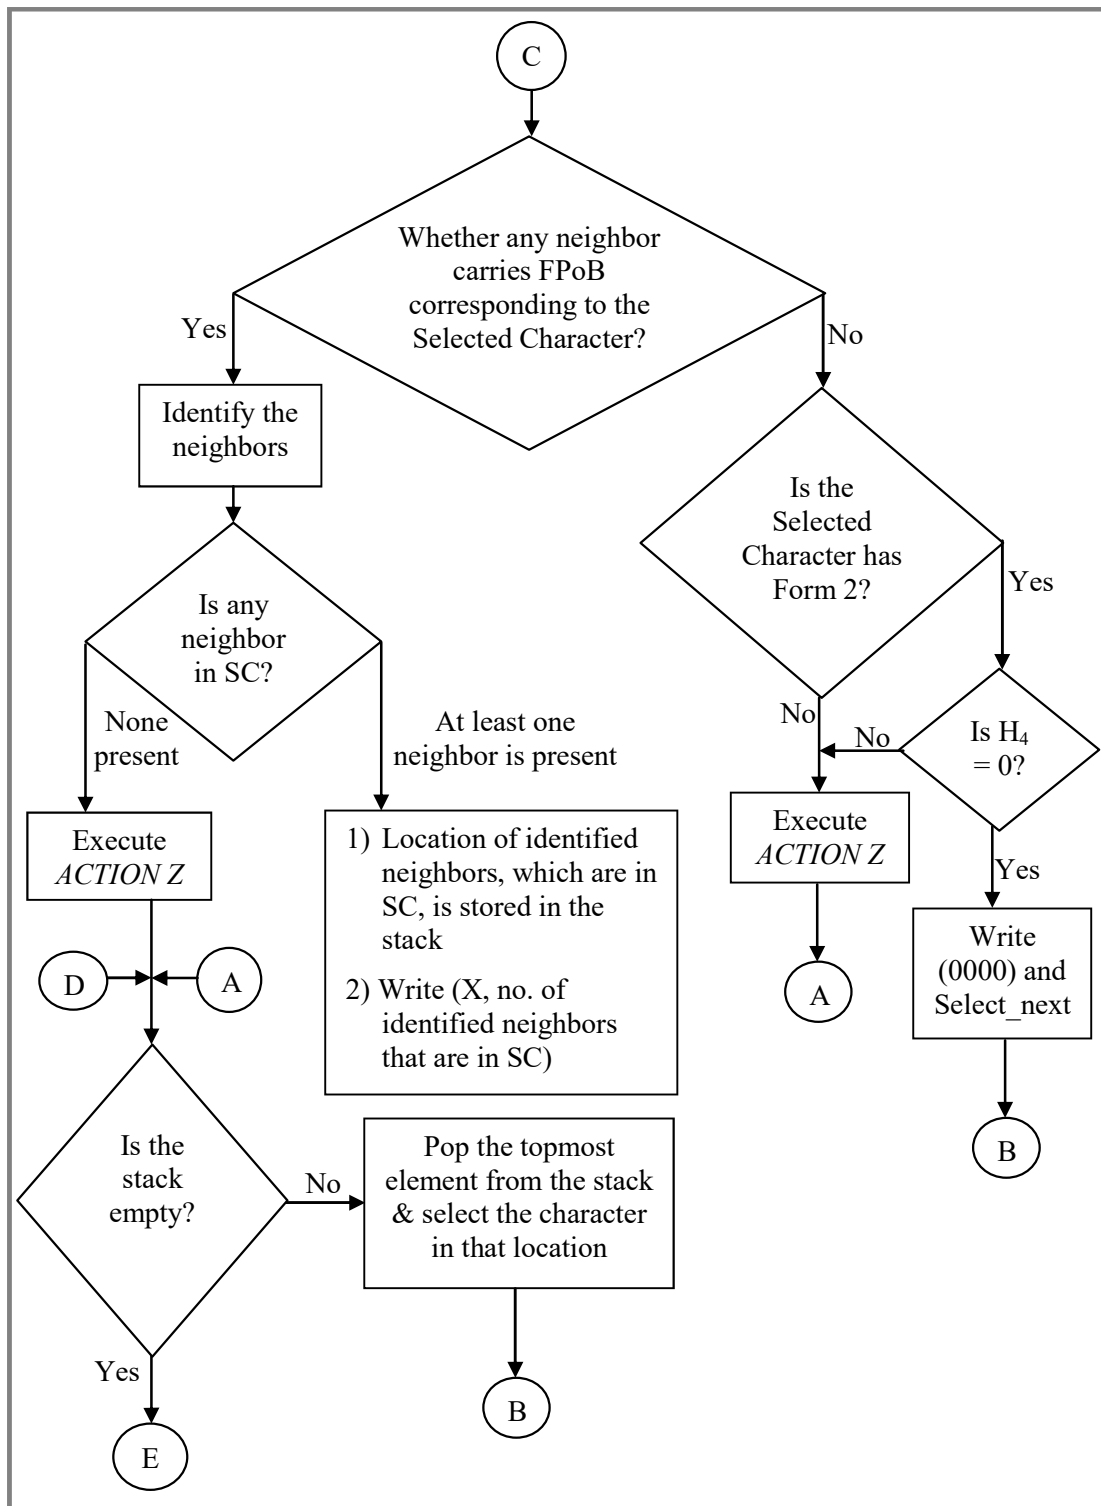 C
Whether any neighbor
carries FPoB
corresponding to the
Selected Character?
Yes
No
Identify the
neighbors
Is the
Selected
Character has
Form 2?
Yes
Is any
neighbor
in SC?
None
present
At least one
neighbor is present
No
No
Is H4
= 0?
Execute
ACTION Z
1) Location of identified
neighbors, which are in
SC, is stored in the
stack
2) Write (X, no. of
identified neighbors
that are in SC)
Execute
ACTION Z
Yes
Write
(0000) and
Select_next
D
A
A
B
Is the
stack
empty?
No
Pop the topmost
element from the stack
& select the character
in that location
Yes
B
E